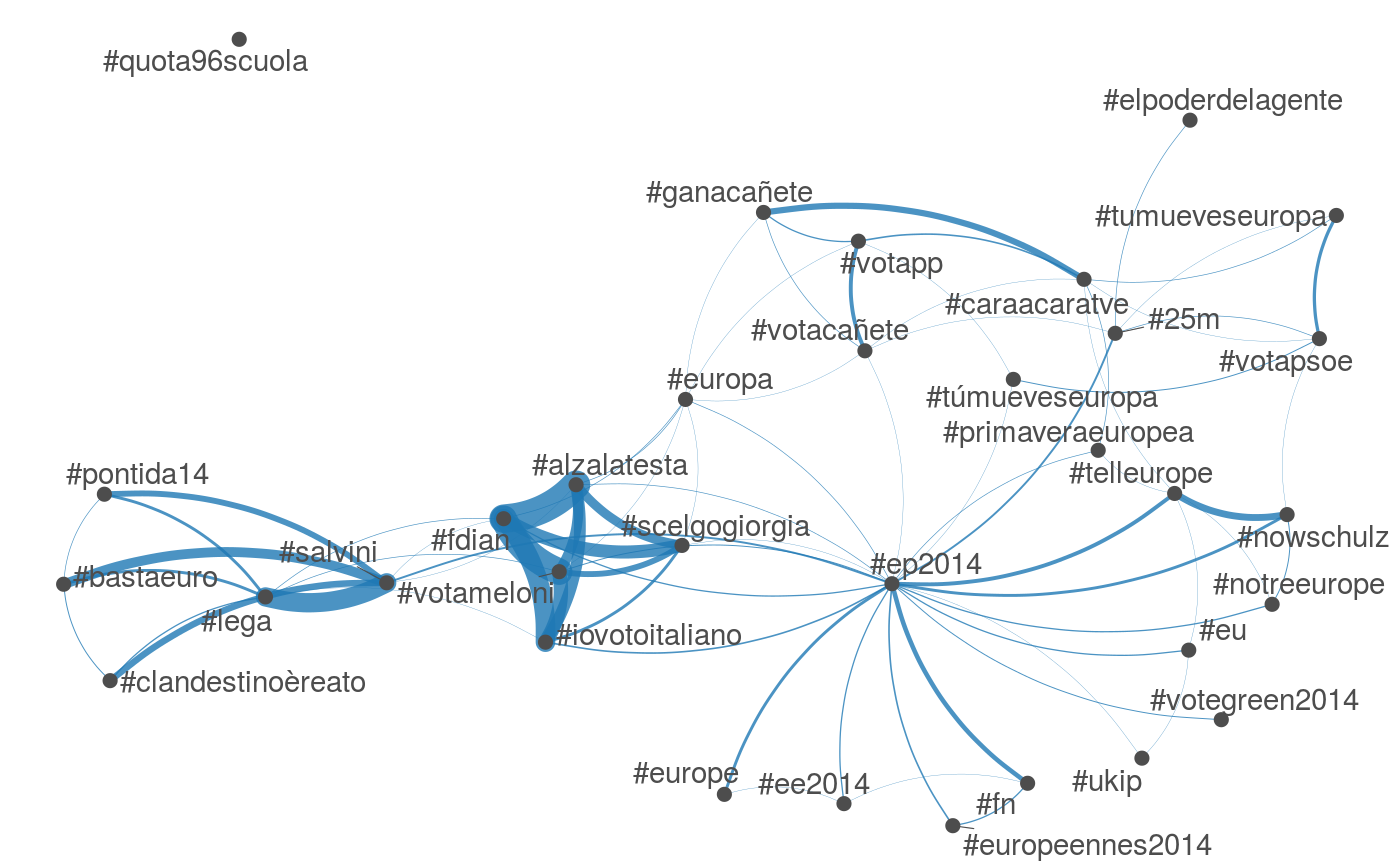 #quota96scuola
#elpoderdelagente
#ganacañete
#tumueveseuropa
#votapp
#caraacaratve
#25m
#votacañete
#votapsoe
#europa
#túmueveseuropa
#primaveraeuropea
#alzalatesta
#telleurope
#pontida14
#scelgogiorgia
#fdian
#nowschulz
#salvini
#ep2014
#bastaeuro
#votameloni
#notreeurope
#lega
#iovotoitaliano
#eu
#clandestinoèreato
#votegreen2014
#europe
#ee2014
#ukip
#fn
#europeennes2014